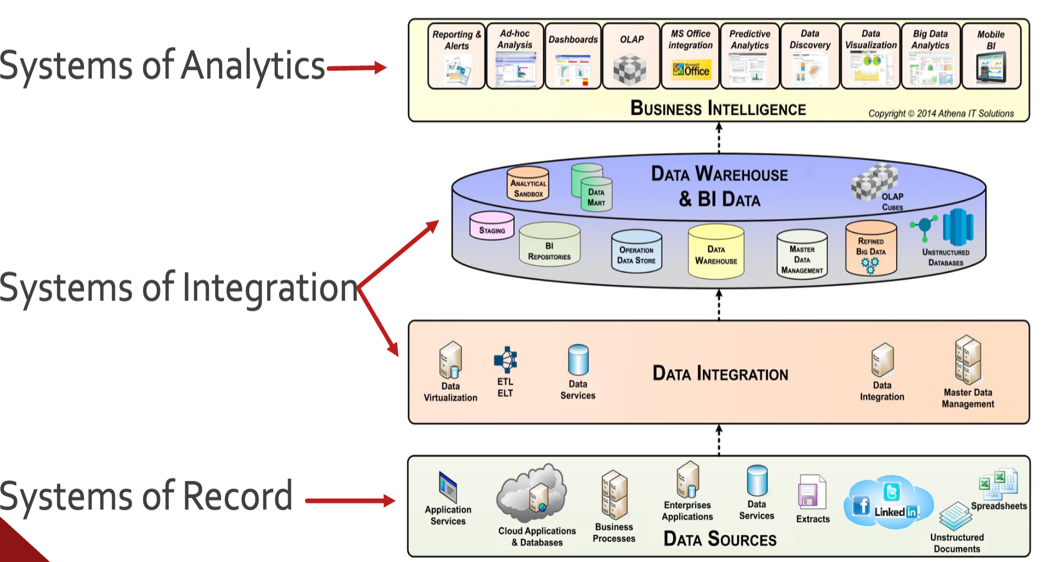 Systems of Analytics
Reporting &
Alerts
Ad-hoc
Analysis
Dashboards
OLAP
MS Office
integration
Microsoft
Office
Predictive
Analytics
Data
Discovery
Data
Visualization
Big Data
Analytics
Mobile
BI
BUSINESS INTELLIGENCE
Copyright © 2014 Athena IT Solutions
Systems of Integration
DATA WAREHOUSE
& BI DATA
ANALYTICAL
SANDBOX
DATA
MART
OLAP
CUBES
STAGING
BI
REPOSITORIES
OPERATION
DATA STORE
DATA
WAREHOUSE
MASTER
DATA
MANAGEMENT
REFINED
BIG DATA
UNSTRUCTURED
DATABASES
Data
Virtualization
ETL
ELT
Data
Services
DATA INTEGRATION
Data
Integration
Master Data
Management
Systems of Record
Application
Services
Cloud Applications
& Databases
Business
Processes
Enterprises
Applications
Data
Services
Extracts
f
Linked in
Unstructured
Documents
Spreadsheets
DATA SOURCES